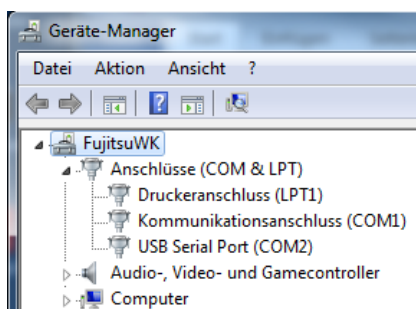 Geräte-Manager
Datei Aktion Ansicht ?
?
FujitsuWK
Anschlüsse (COM & LPT)
Druckeranschluss (LPT1)
Kommunikationsanschluss (COM1)
USB Serial Port (COM2)
Audio-, Video- und Gamecontroller
Computer